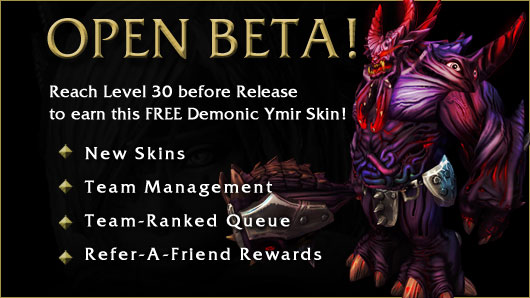 OPEN BETA!
Reach Level 30 before Release
to earn this FREE Demonic Ymir Skin!
New Skins
Team Management
Team-Ranked Queue
Refer-A-Friend Rewards